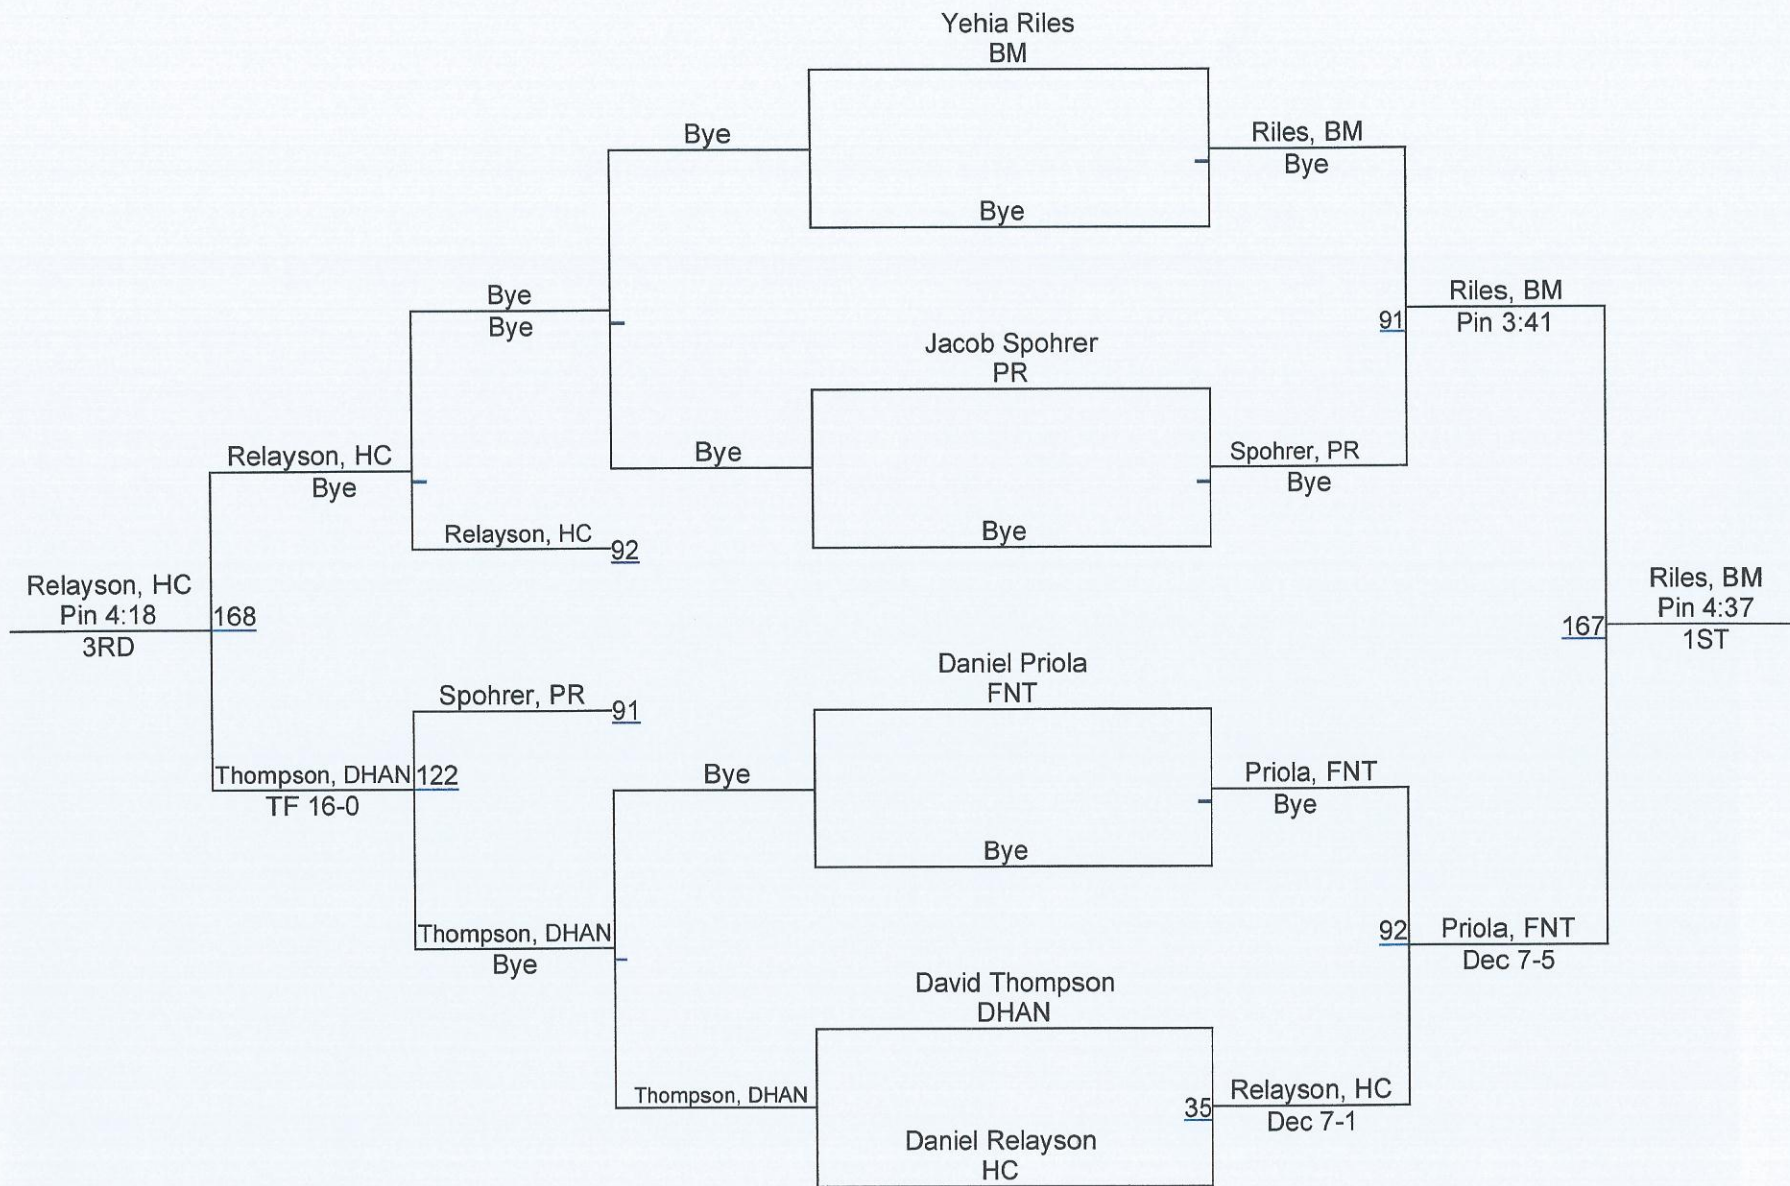 Yehia Riles
BM
Bye
Riles, BM
Bye
Bye
Bye
Bye
Riles, BM
91
Pin 3:41
Jacob Spohrer
PR
Relayson, HC
Bye
Bye
Spohrer, PR
Bye
Bye
Relayson, HC
92
Relayson, HC
Pin 4:18
168
3RD
Riles, BM
Pin 4:37
167
1ST
Daniel Priola
FNT
Spohrer, PR
91
Thompson, DHAN
122
TF 16-0
Bye
Priola, FNT
Bye
Bye
Thompson, DHAN
Bye
92
Priola, FNT
Dec 7-5
David Thompson
DHAN
Thompson, DHAN
35
Relayson, HC
Dec 7-1
Daniel Relayson
HC